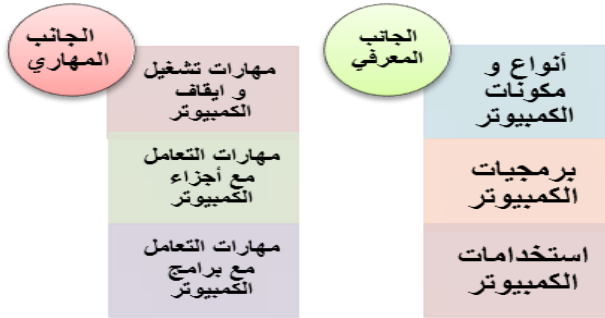 الجانب
المعرفي
أنواع و
مكونات
الكمبيوتر
برمجيات
الكمبيوتر
استخدامات
الكمبيوتر
الجانب
المهاري
مهارات تشغيل
و ايقاف
الكمبيوتر
مهارات التعامل
مع أجزاء
الكمبيوتر
مهارات التعامل
مع برامج
الكمبيوتر